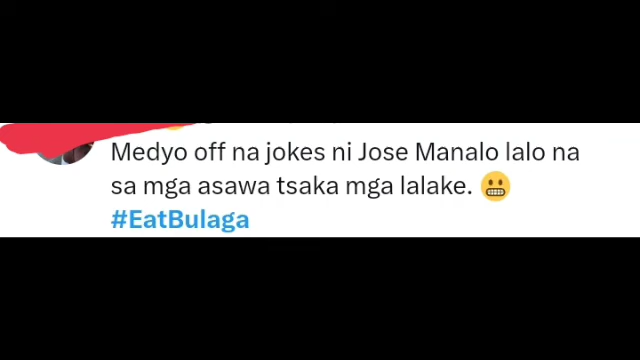 Medyo off na jokes ni Jose Manalo lalo na
sa mga asawa tsaka mga lalake. 😬
#EatBulaga